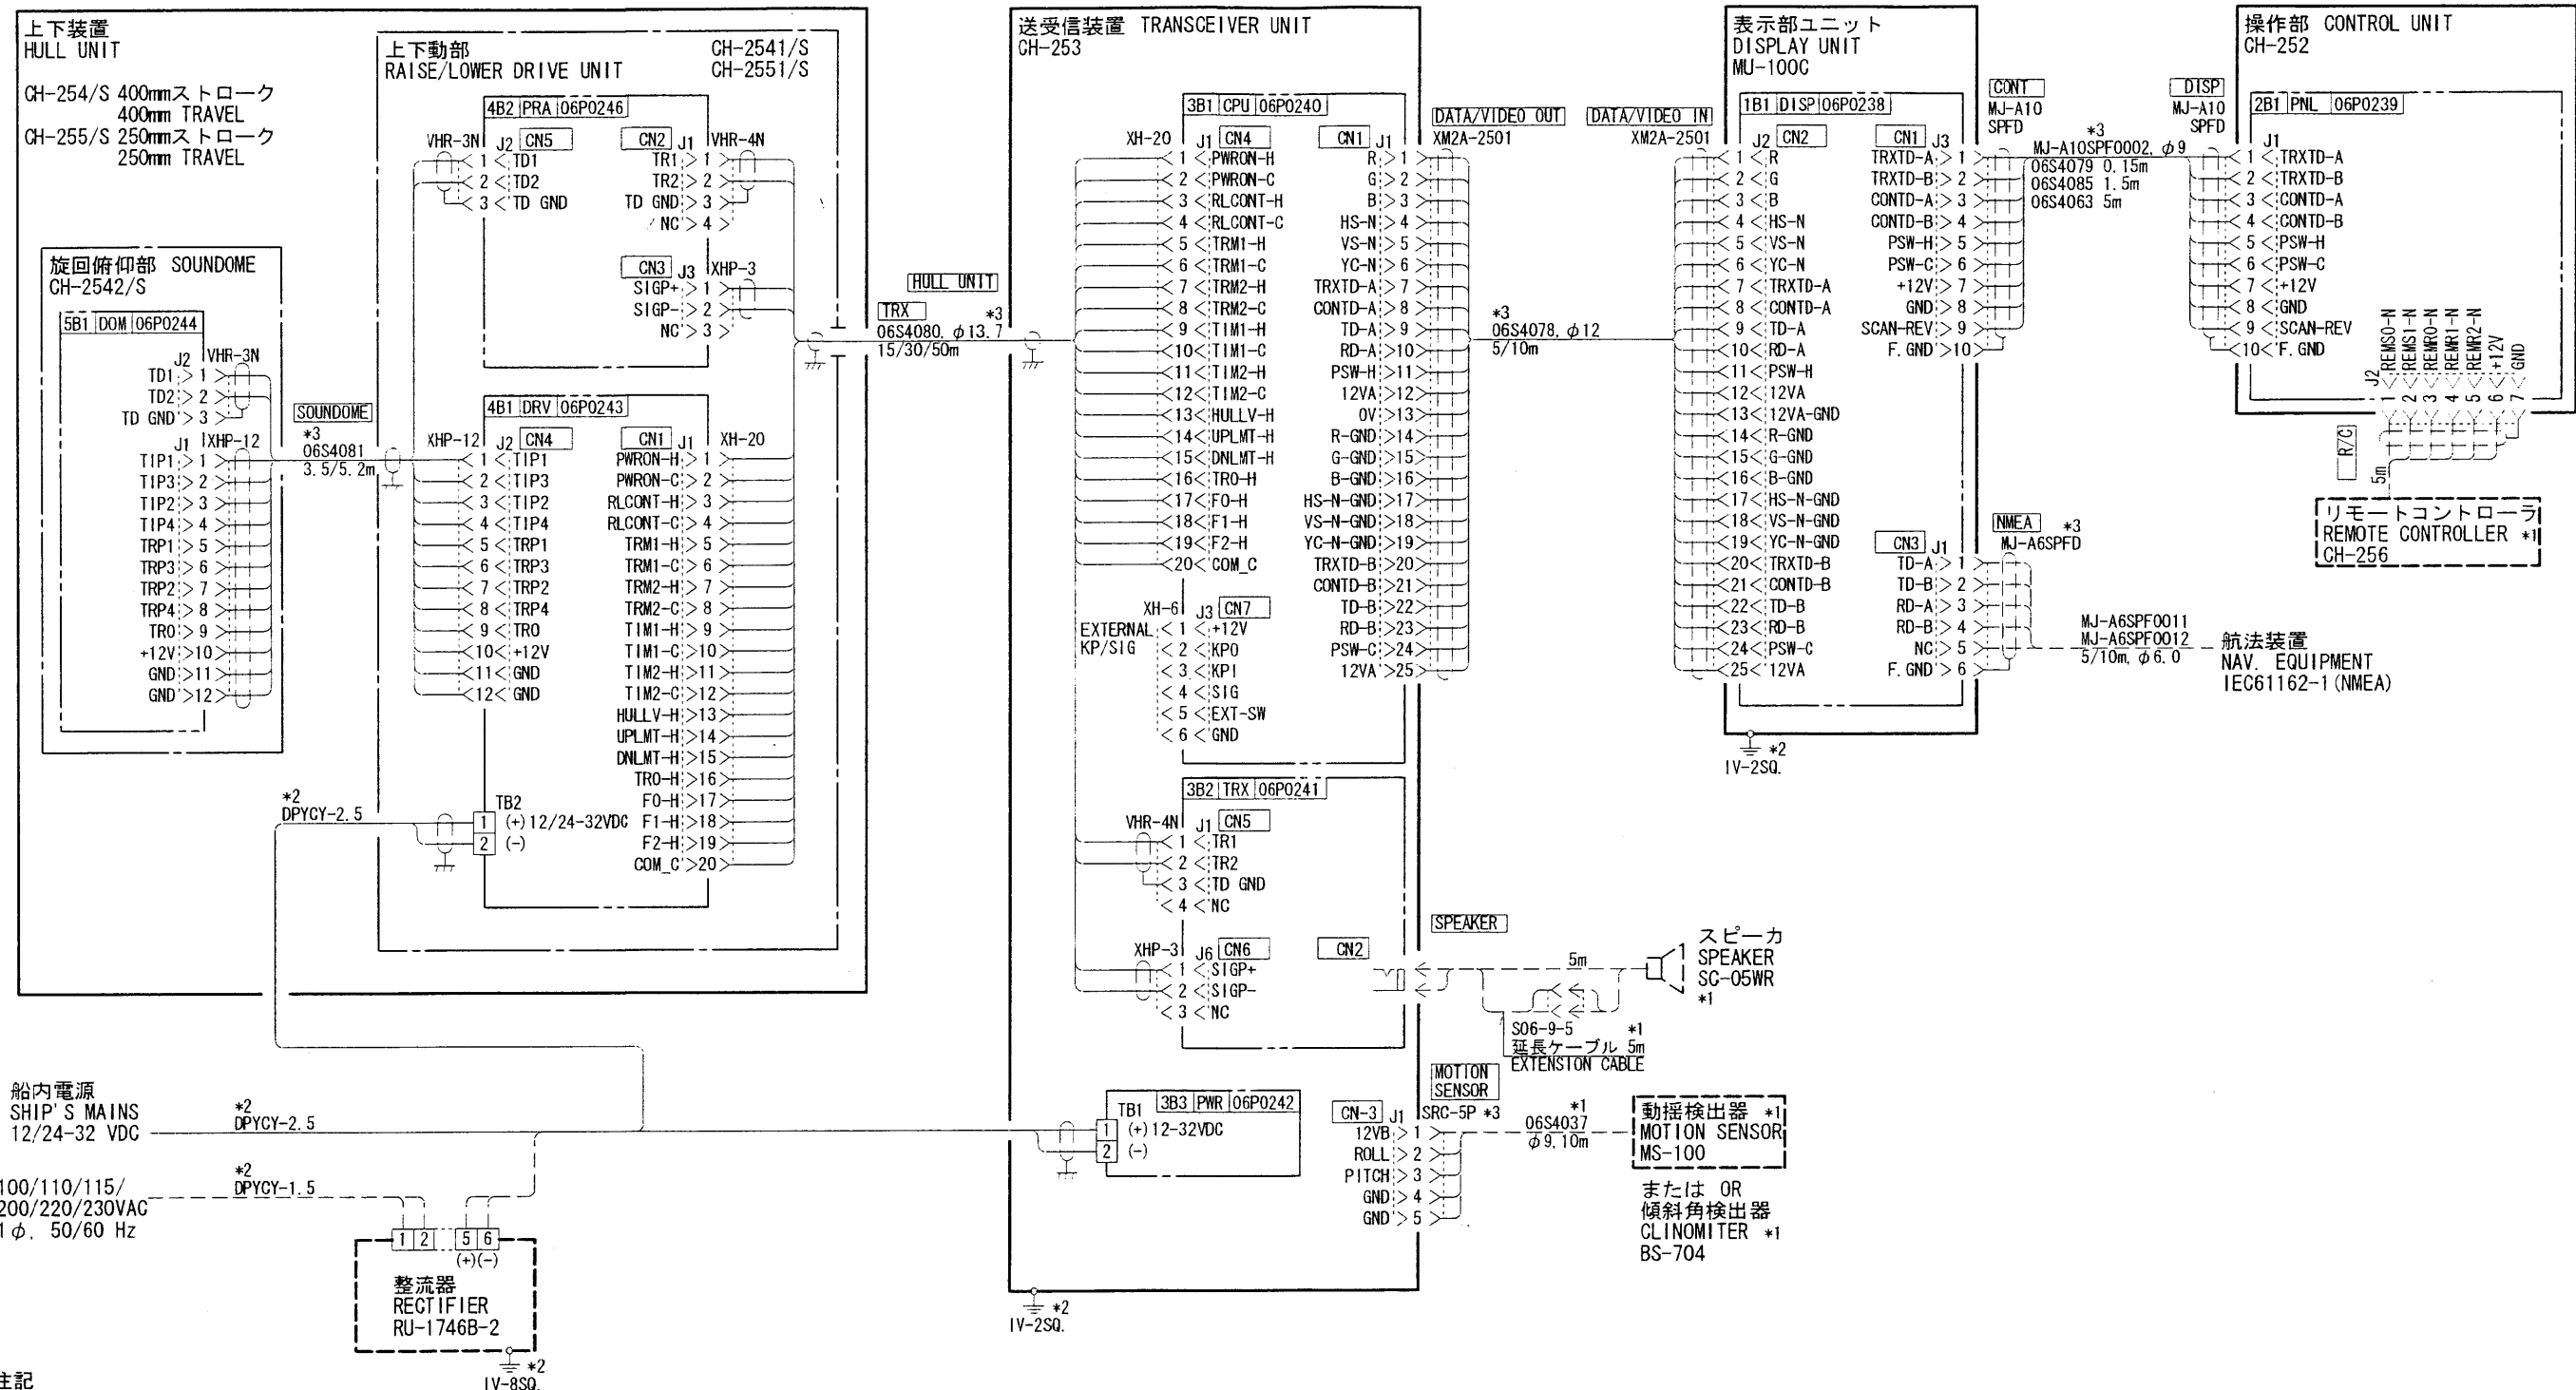 上下装置
HULL UNIT
CH-254/S 400mmストローク
400mm TRAVEL
CH-255/S 250mmストローク
250mm TRAVEL
上下動部
RAISE/LOWER DRIVE UNIT
CH-2541/S
CH-2551/S
4B2 PRA 06P0246
VHR-3N J2 CN5
1 TD1
2 TD2
3 TD GND
CN2 J1 VHR-4N
TR1 1
TR2 2
TD GND 3
NC 4
CN3 J3 XHP-3
SIGP+ 1
SIGP- 2
NC 3
旋回俯仰部 SOUNDOME
CH-2542/S
5B1 DOM 06P0244
J2 VHR-3N
TD1 1
TD2 2
TD GND 3
J1 XHP-12
TIP1 1
TIP3 2
TIP2 3
TIP4 4
TRP1 5
TRP3 6
TRP2 7
TRP4 8
TRO 9
+12V 10
GND 11
GND 12
SOUNDOME
*3
06S4081
3.5/5.2m
4B1 DRV 06P0243
XHP-12 J2 CN4
1 TIP1
2 TIP3
3 TIP2
4 TIP4
5 TRP1
6 TRP3
7 TRP2
8 TRP4
9 TRO
10 +12V
11 GND
12 GND
CN1 J1 XH-20
PWRON-H 1
PWRON-C 2
RLCONT-H 3
RLCONT-C 4
TRM1-H 5
TRM1-C 6
TRM2-H 7
TRM2-C 8
TIM1-H 9
TIM1-C 10
TIM2-H 11
TIM2-C 12
HULLV-H 13
UPLMT-H 14
DNLMT-H 15
TRO-H 16
F0-H 17
F1-H 18
F2-H 19
COM_C 20
*2
DPYCY-2.5
TB2
1 (+) 12/24-32VDC
2 (-)
HULL UNIT
TRX
*3
06S4080, φ13.7
15/30/50m
送受信装置 TRANSCEIVER UNIT
CH-253
3B1 CPU 06P0240
XH-20 J1 CN4
1 PWRON-H
2 PWRON-C
3 RLCONT-H
4 RLCONT-C
5 TRM1-H
6 TRM1-C
7 TRM2-H
8 TRM2-C
9 TIM1-H
10 TIM1-C
11 TIM2-H
12 TIM2-C
13 HULLV-H
14 UPLMT-H
15 DNLMT-H
16 TRO-H
17 F0-H
18 F1-H
19 F2-H
20 COM_C
XH-6 J3 CN7
EXTERNAL
KP/SIG
1 +12V
2 KPO
3 KPI
4 SIG
5 EXT-SW
6 GND
CN1 J1
DATA/VIDEO OUT
XM2A-2501
R 1
G 2
B 3
HS-N 4
VS-N 5
YC-N 6
TRXTD-A 7
CONTD-A 8
TD-A 9
RD-A 10
PSW-H 11
12VA 12
0V 13
R-GND 14
G-GND 15
B-GND 16
HS-N-GND 17
VS-N-GND 18
YC-N-GND 19
TRXTD-B 20
CONTD-B 21
TD-B 22
RD-B 23
PSW-C 24
12VA 25
3B2 TRX 06P0241
VHR-4N J1 CN5
1 TR1
2 TR2
3 TD GND
4 NC
XHP-3 J6 CN6
1 SIGP+
2 SIGP-
3 NC
CN2
SPEAKER
5m
スピーカ
SPEAKER
SC-05WR
*1
S06-9-5 *1
延長ケーブル 5m
EXTENSION CABLE
TB1 3B3 PWR 06P0242
1 (+) 12-32VDC
2 (-)
MOTION
SENSOR
CN-3 J1 SRC-5P *3
12VB 1
ROLL 2
PITCH 3
GND 4
GND 5
*1
06S4037
φ9, 10m
動揺検出器 *1
MOTION SENSOR
MS-100
または OR
傾斜角検出器
CLINOMITER *1
BS-704
*2
IV-2SQ.
*3
06S4078, φ12
5/10m
表示部ユニット
DISPLAY UNIT
MU-100C
DATA/VIDEO IN
XM2A-2501
1B1 DISP 06P0238
J2 CN2
1 R
2 G
3 B
4 HS-N
5 VS-N
6 YC-N
7 TRXTD-A
8 CONTD-A
9 TD-A
10 RD-A
11 PSW-H
12 12VA
13 12VA-GND
14 R-GND
15 G-GND
16 B-GND
17 HS-N-GND
18 VS-N-GND
19 YC-N-GND
20 TRXTD-B
21 CONTD-B
22 TD-B
23 RD-B
24 PSW-C
25 12VA
CN1 J3
CONT
MJ-A10
SPFD
TRXTD-A 1
TRXTD-B 2
CONTD-A 3
CONTD-B 4
PSW-H 5
PSW-C 6
+12V 7
GND 8
SCAN-REV 9
F. GND 10
*3
MJ-A10SPF0002, φ9
06S4079 0.15m
06S4085 1.5m
06S4063 5m
CN3 J1
NMEA *3
MJ-A6SPFD
TD-A 1
TD-B 2
RD-A 3
RD-B 4
NC 5
F. GND 6
MJ-A6SPF0011
MJ-A6SPF0012
5/10m, φ6.0
航法装置
NAV. EQUIPMENT
IEC61162-1(NMEA)
*2
IV-2SQ.
操作部 CONTROL UNIT
CH-252
DISP
MJ-A10
SPFD
2B1 PNL 06P0239
J1
1 TRXTD-A
2 TRXTD-B
3 CONTD-A
4 CONTD-B
5 PSW-H
6 PSW-C
7 +12V
8 GND
9 SCAN-REV
10 F. GND
J2
1 REMS0-N
2 REMS1-N
3 REMR0-N
4 REMR1-N
5 REMR2-N
6 +12V
7 GND
R/C
5m
リモートコントローラ
REMOTE CONTROLLER *1
CH-256
船内電源
SHIP'S MAINS
12/24-32 VDC
*2
DPYCY-2.5
100/110/115/
200/220/230VAC
1φ, 50/60 Hz
*2
DPYCY-1.5
1 2 5 6
(+)(-)
整流器
RECTIFIER
RU-1746B-2
*2
IV-8SQ.
注記